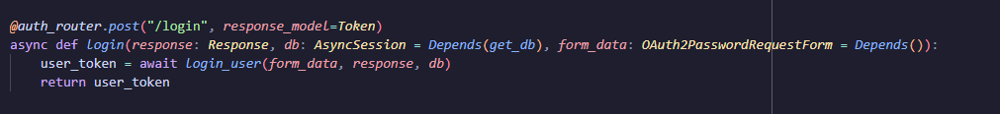 @auth_router.post("/login", response_model=Token)
async def login(response: Response, db: AsyncSession = Depends(get_db), form_data: OAuth2PasswordRequestForm = Depends()):
    user_token = await login_user(form_data, response, db)
    return user_token